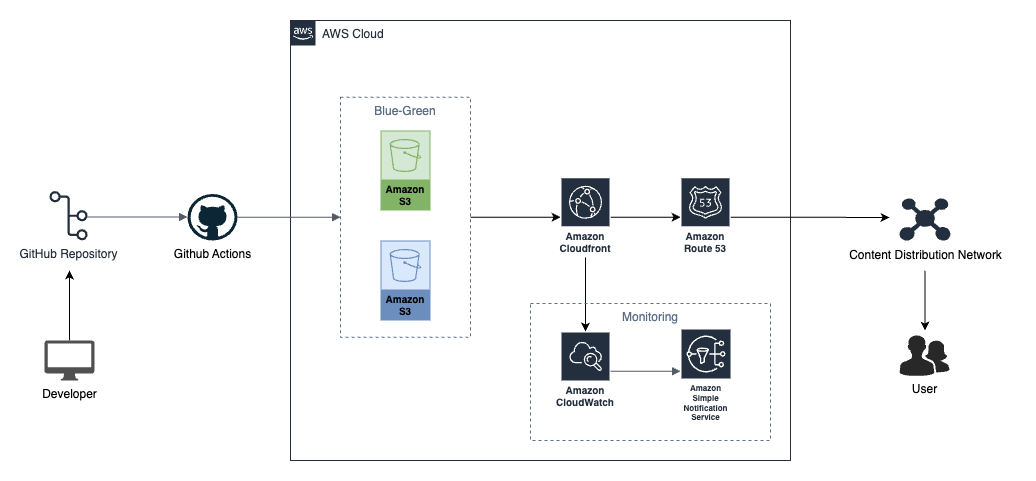 aws
AWS Cloud
Blue-Green
Amazon
S3
Amazon
S3
GitHub Repository
Github Actions
Developer
Amazon
Cloudfront
53
Amazon
Route 53
Monitoring
Amazon
CloudWatch
Amazon
Simple
Notification
Service
Content Distribution Network
User